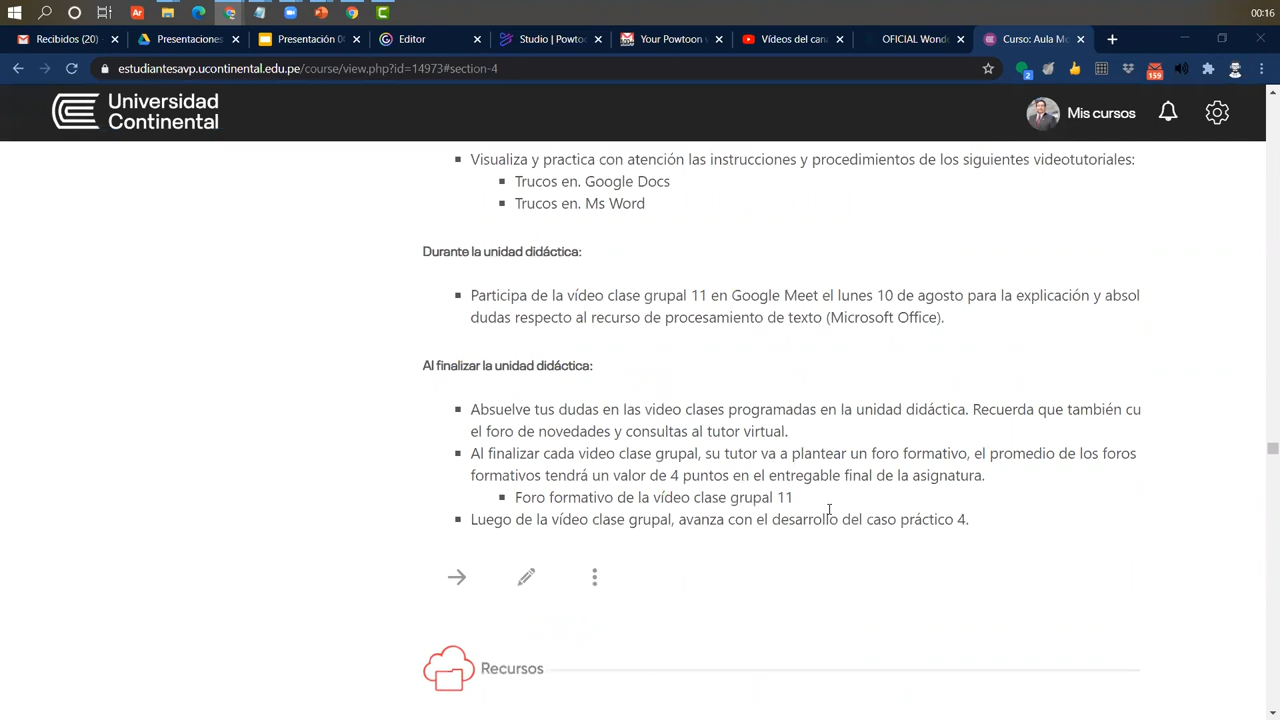 00:16
Recibidos (20)
Presentaciones
Presentación 0
Editor
Studio | Powto
Your Powtoon v
Vídeos del can
OFICIAL Wond
Curso: Aula Mo
estudiantesavp.ucontinental.edu.pe/course/view.php?id=14973#section-4
2
159
Universidad
Continental
Mis cursos
Visualiza y practica con atención las instrucciones y procedimientos de los siguientes videotutoriales:
Trucos en. Google Docs
Trucos en. Ms Word
Durante la unidad didáctica:
Participa de la vídeo clase grupal 11 en Google Meet el lunes 10 de agosto para la explicación y absol
dudas respecto al recurso de procesamiento de texto (Microsoft Office).
Al finalizar la unidad didáctica:
Absuelve tus dudas en las video clases programadas en la unidad didáctica. Recuerda que también cu
el foro de novedades y consultas al tutor virtual.
Al finalizar cada video clase grupal, su tutor va a plantear un foro formativo, el promedio de los foros
formativos tendrá un valor de 4 puntos en el entregable final de la asignatura.
Foro formativo de la vídeo clase grupal 11
Luego de la vídeo clase grupal, avanza con el desarrollo del caso práctico 4.
Recursos